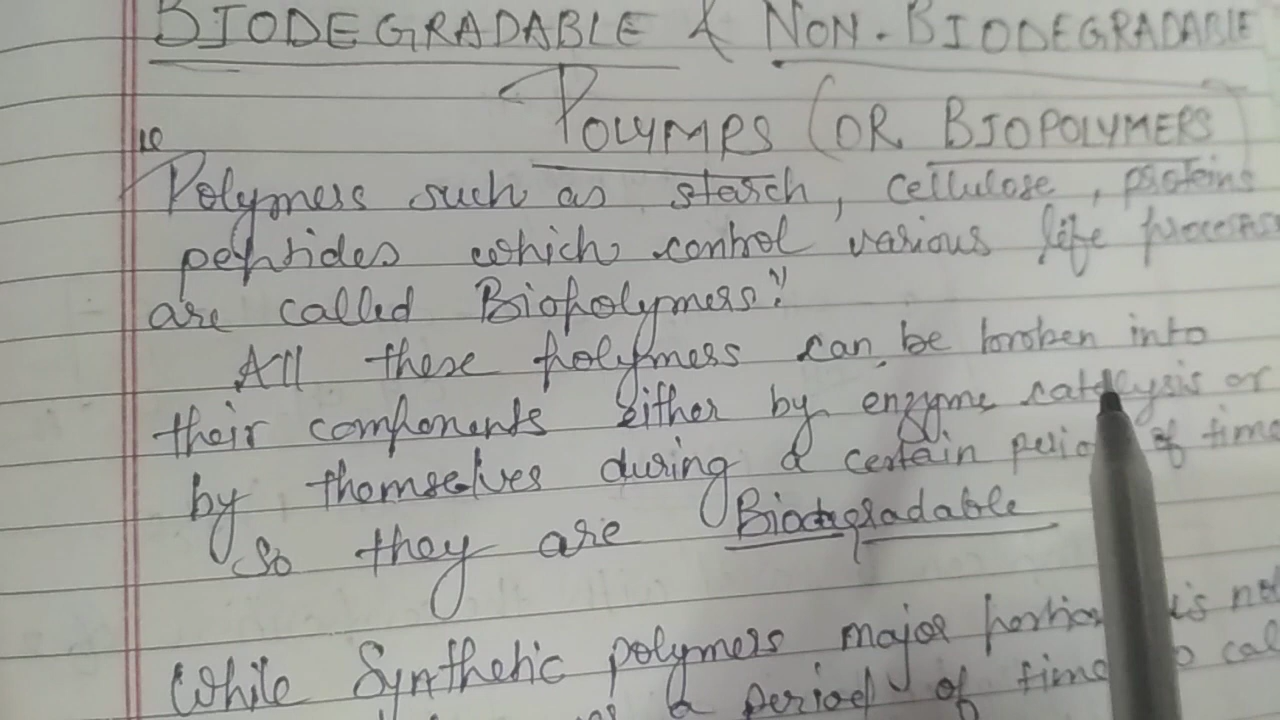 BIODEGRADABLE & NON-BIODEGRADABLE
POLYMRS (OR BIOPOLYMERS
Polymers such as starch, cellulose, proteins
peptides which control various life processes
are called Biopolymers."
All these polymers can be broken into
their components Either by enzyme catalysis or
by themselves during a certain period of time
So they are Biodegradable
While Synthetic polymers major portion is not
a period of time